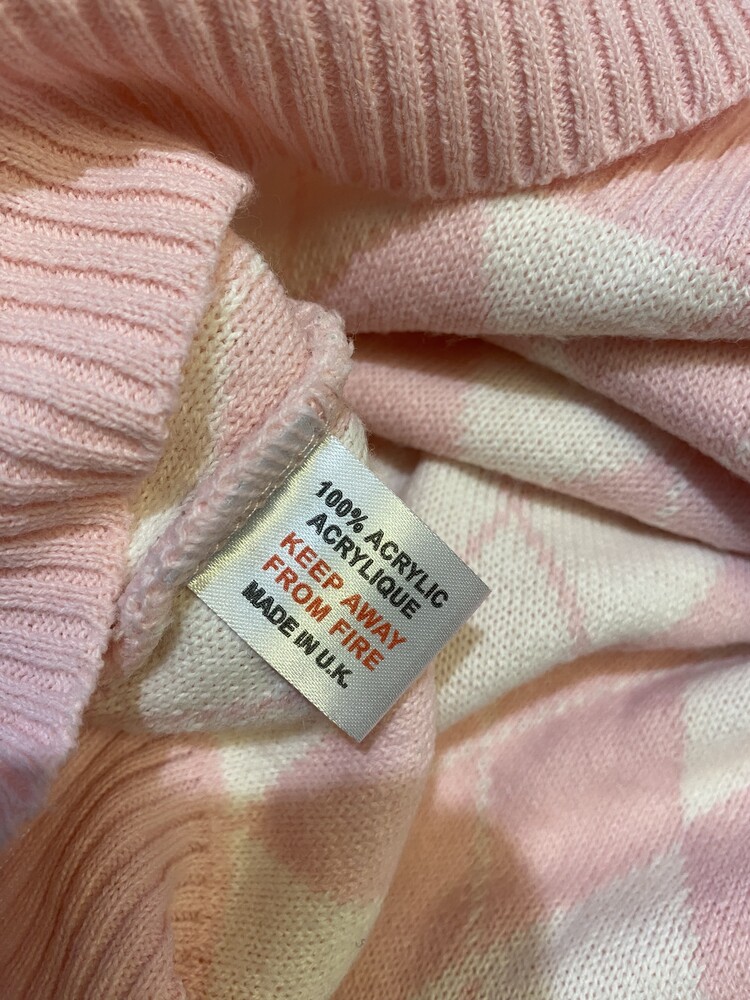 100% ACRYLIC
ACRYLIQUE
KEEP AWAY
FROM FIRE
MADE IN U.K.